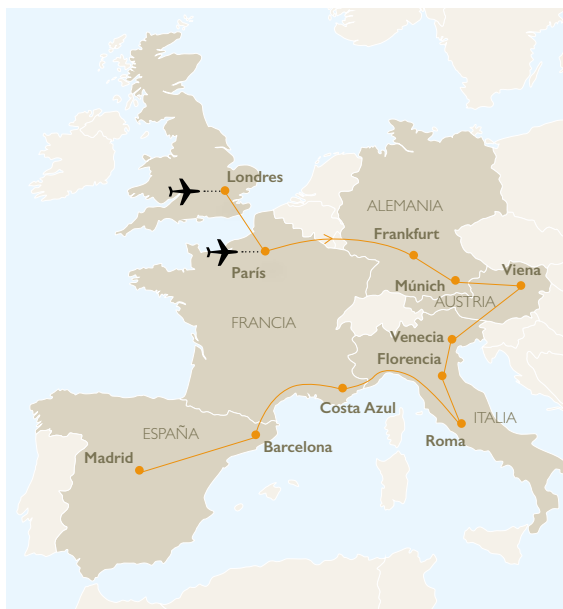 Londres
ALEMANIA
Frankfurt
París
Viena
Múnich
AUSTRIA
FRANCIA
Venecia
Florencia
Costa Azul
ITALIA
ESPAÑA
Roma
Barcelona
Madrid